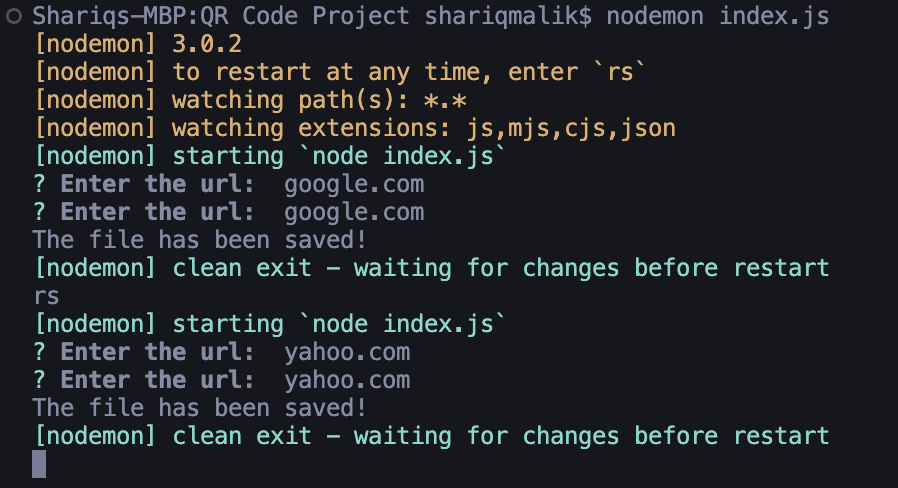 Shariqs-MBP:QR Code Project shariqmalik$ nodemon index.js
[nodemon] 3.0.2
[nodemon] to restart at any time, enter `rs`
[nodemon] watching path(s): *.*
[nodemon] watching extensions: js,mjs,cjs,json
[nodemon] starting `node index.js`
? Enter the url:  google.com
? Enter the url:  google.com
The file has been saved!
[nodemon] clean exit - waiting for changes before restart
rs
[nodemon] starting `node index.js`
? Enter the url:  yahoo.com
? Enter the url:  yahoo.com
The file has been saved!
[nodemon] clean exit - waiting for changes before restart